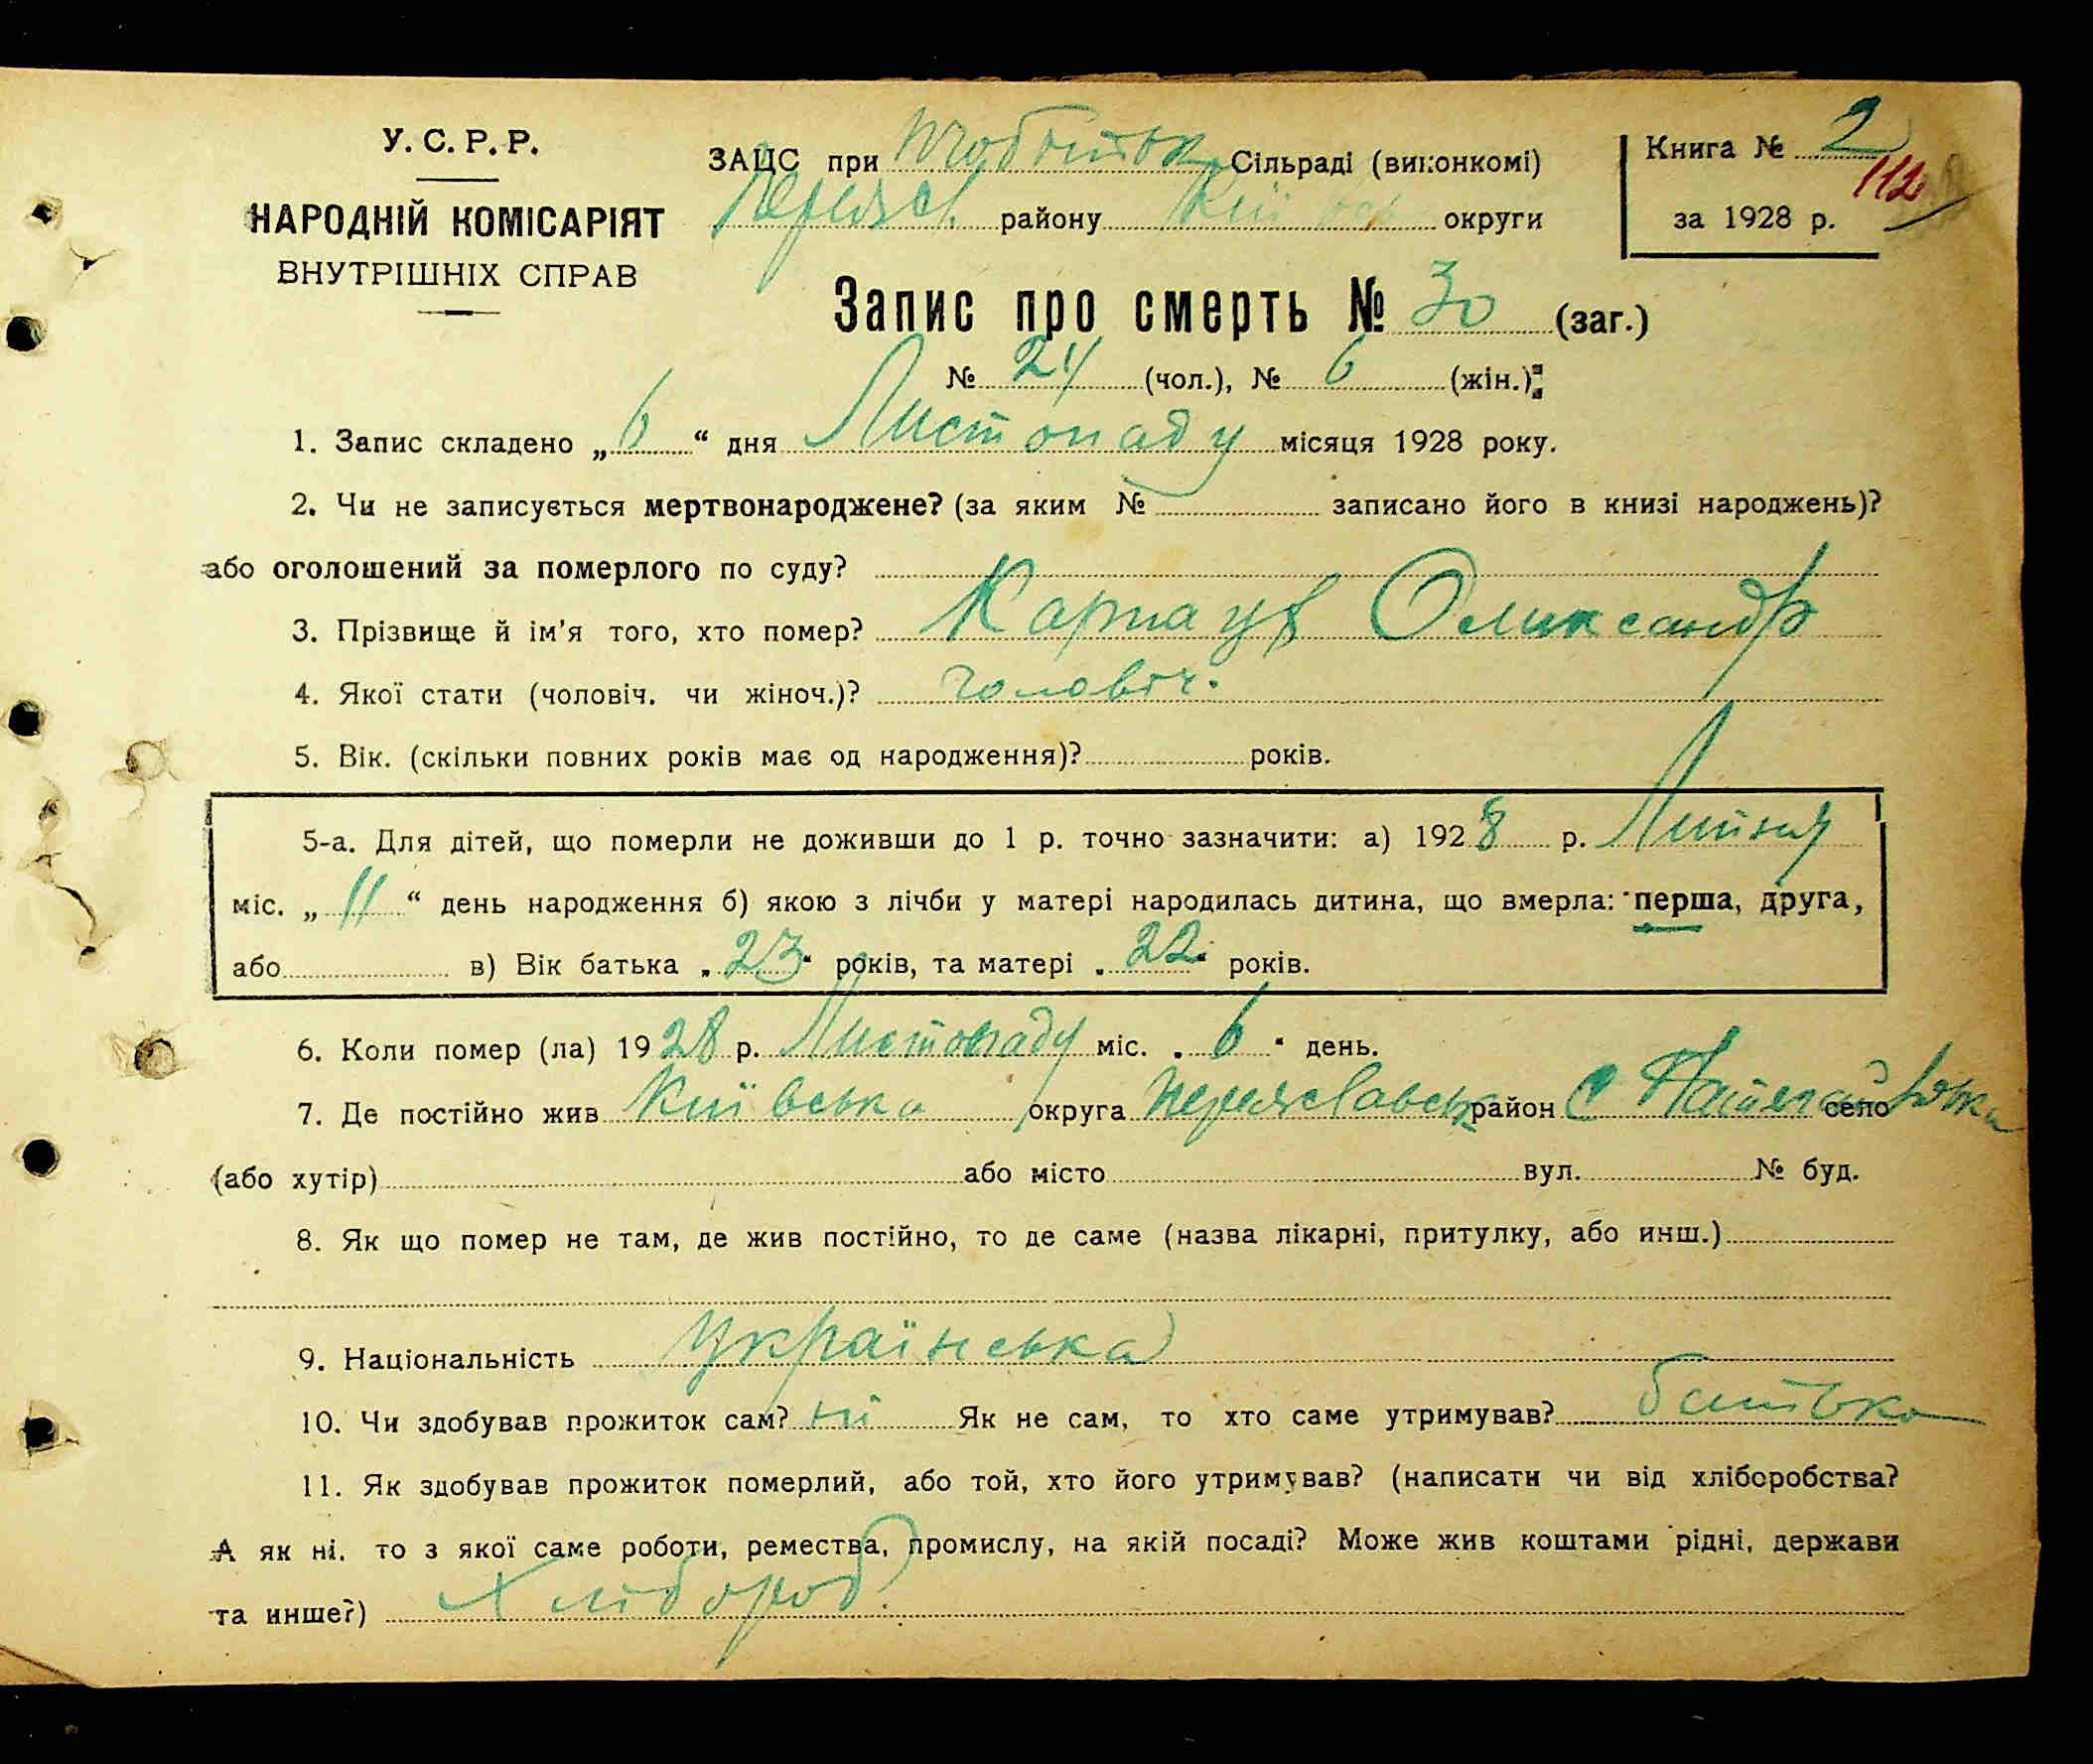 У. С. Р. Р.
НАРОДНІЙ КОМІСАРІЯТ
ВНУТРІШНІХ СПРАВ
ЗАЦС при Сільраді (виконкомі)
Переясл. району Київськ округи
Книга № 2
112
за 1928 р.
Запис про смерть № 30 (заг.)
№ 24 (чол.), № 6 (жін.)
1. Запис складено „ 6 “ дня Листопаду місяця 1928 року.
2. Чи не записується мертвонароджене? (за яким № записано його в книзі народжень)?
або оголошений за померлого по суду?
3. Прізвище й ім’я того, хто помер? Олександр
4. Якої стати (чоловіч. чи жіноч.)? чоловіч.
5. Вік. (скільки повних років має од народження)? років.
5-а. Для дітей, що померли не доживши до 1 р. точно зазначити: а) 1928 р. Липня
міс. „ 11 “ день народження б) якою з лічби у матері народилась дитина, що вмерла: перша, друга,
або в) Вік батька „ 23 “ років, та матері „ 22 “ років.
6. Коли помер (ла) 1928 р. Листопаду міс. „ 6 “ день.
7. Де постійно жив Київська округа Переяславськ район с село
(або хутір) або місто вул. № буд.
8. Як що помер не там, де жив постійно, то де саме (назва лікарні, притулку, або инш.)
9. Національність Українська
10. Чи здобував прожиток сам? ні Як не сам, то хто саме утримував? батько
11. Як здобував прожиток померлий, або той, хто його утримував? (написати чи від хліборобства?
А як ні. то з якої саме роботи, ремества, промислу, на якій посаді? Може жив коштами рідні, держави
та инше?) Хлібороб.